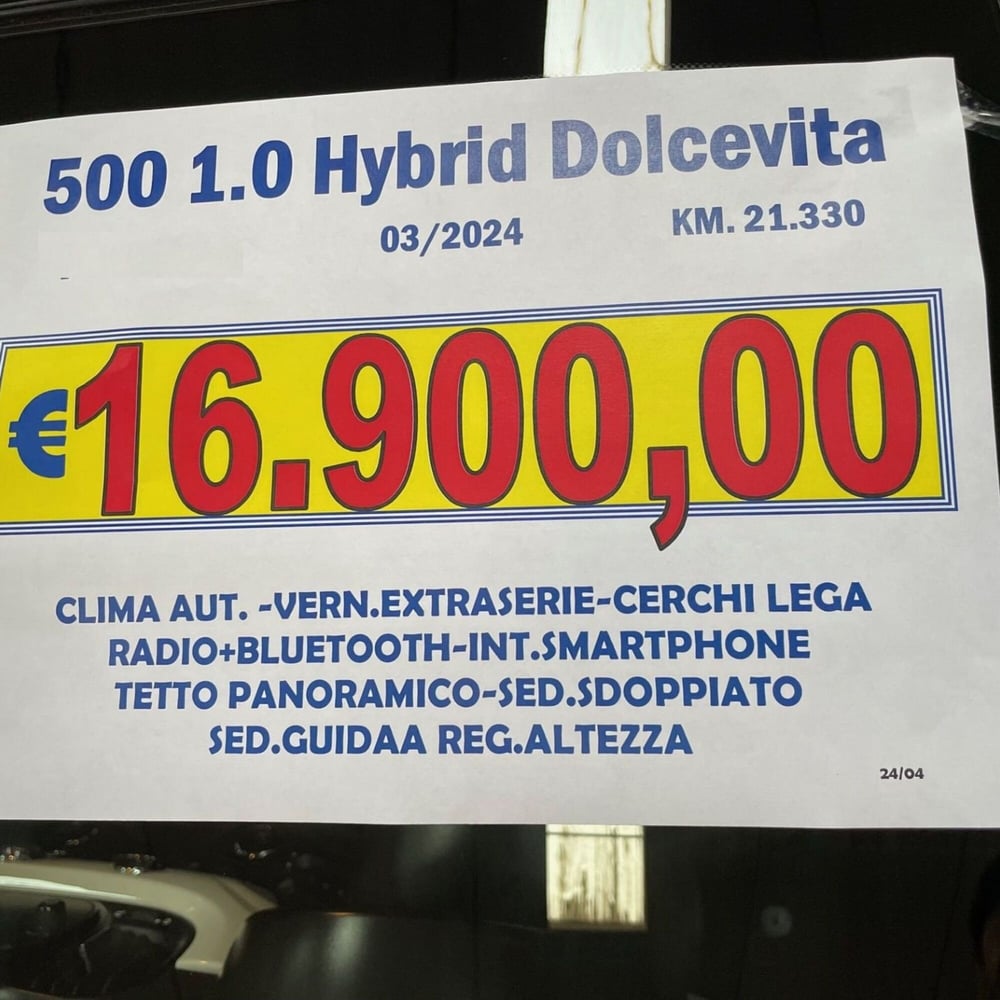 500 1.0 Hybrid Dolcevita
03/2024 KM. 21.330
€16.900,00
CLIMA AUT. -VERN.EXTRASERIE-CERCHI LEGA
RADIO+BLUETOOTH-INT.SMARTPHONE
TETTO PANORAMICO-SED.SDOPPIATO
SED.GUIDAA REG.ALTEZZA
24/04